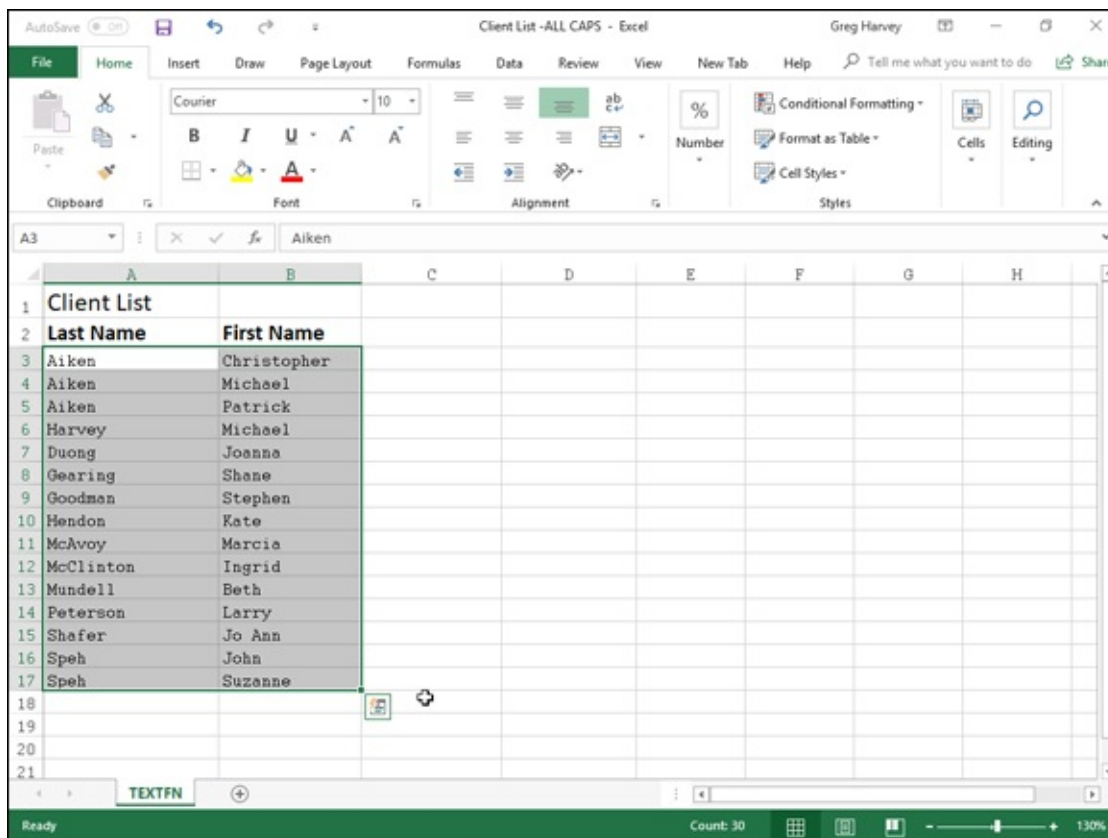 AutoSave Off Client List -ALL CAPS - Excel Greg Harvey
File Home Insert Draw Page Layout Formulas Data Review View New Tab Help Tell me what you want to do Shar
Paste Courier 10 ab % Number Conditional Formatting Cells Editing
B I U A A Format as Table
A Cell Styles
Clipboard Font Alignment Styles
A3 fx Aiken
A B C D E F G H
1 Client List
2 Last Name First Name
3 Aiken Christopher
4 Aiken Michael
5 Aiken Patrick
6 Harvey Michael
7 Duong Joanna
8 Gearing Shane
9 Goodman Stephen
10 Hendon Kate
11 McAvoy Marcia
12 McClinton Ingrid
13 Mundell Beth
14 Peterson Larry
15 Shafer Jo Ann
16 Speh John
17 Speh Suzanne
18
19
20
21
TEXTFN
Ready Count: 30 130%